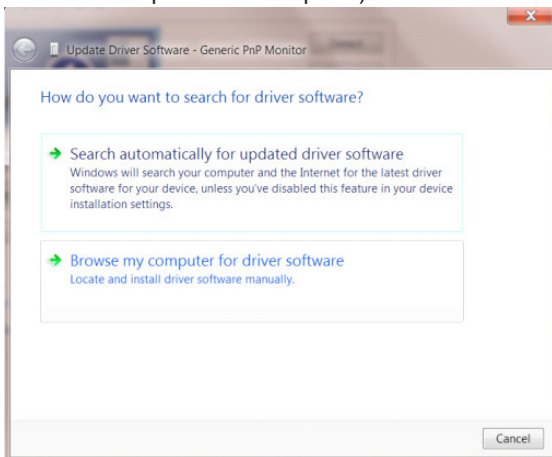 Update Driver Software - Generic PnP Monitor
How do you want to search for driver software?
Search automatically for updated driver software
Windows will search your computer and the Internet for the latest driver
software for your device, unless you've disabled this feature in your device
installation settings.
Browse my computer for driver software
Locate and install driver software manually.
Cancel